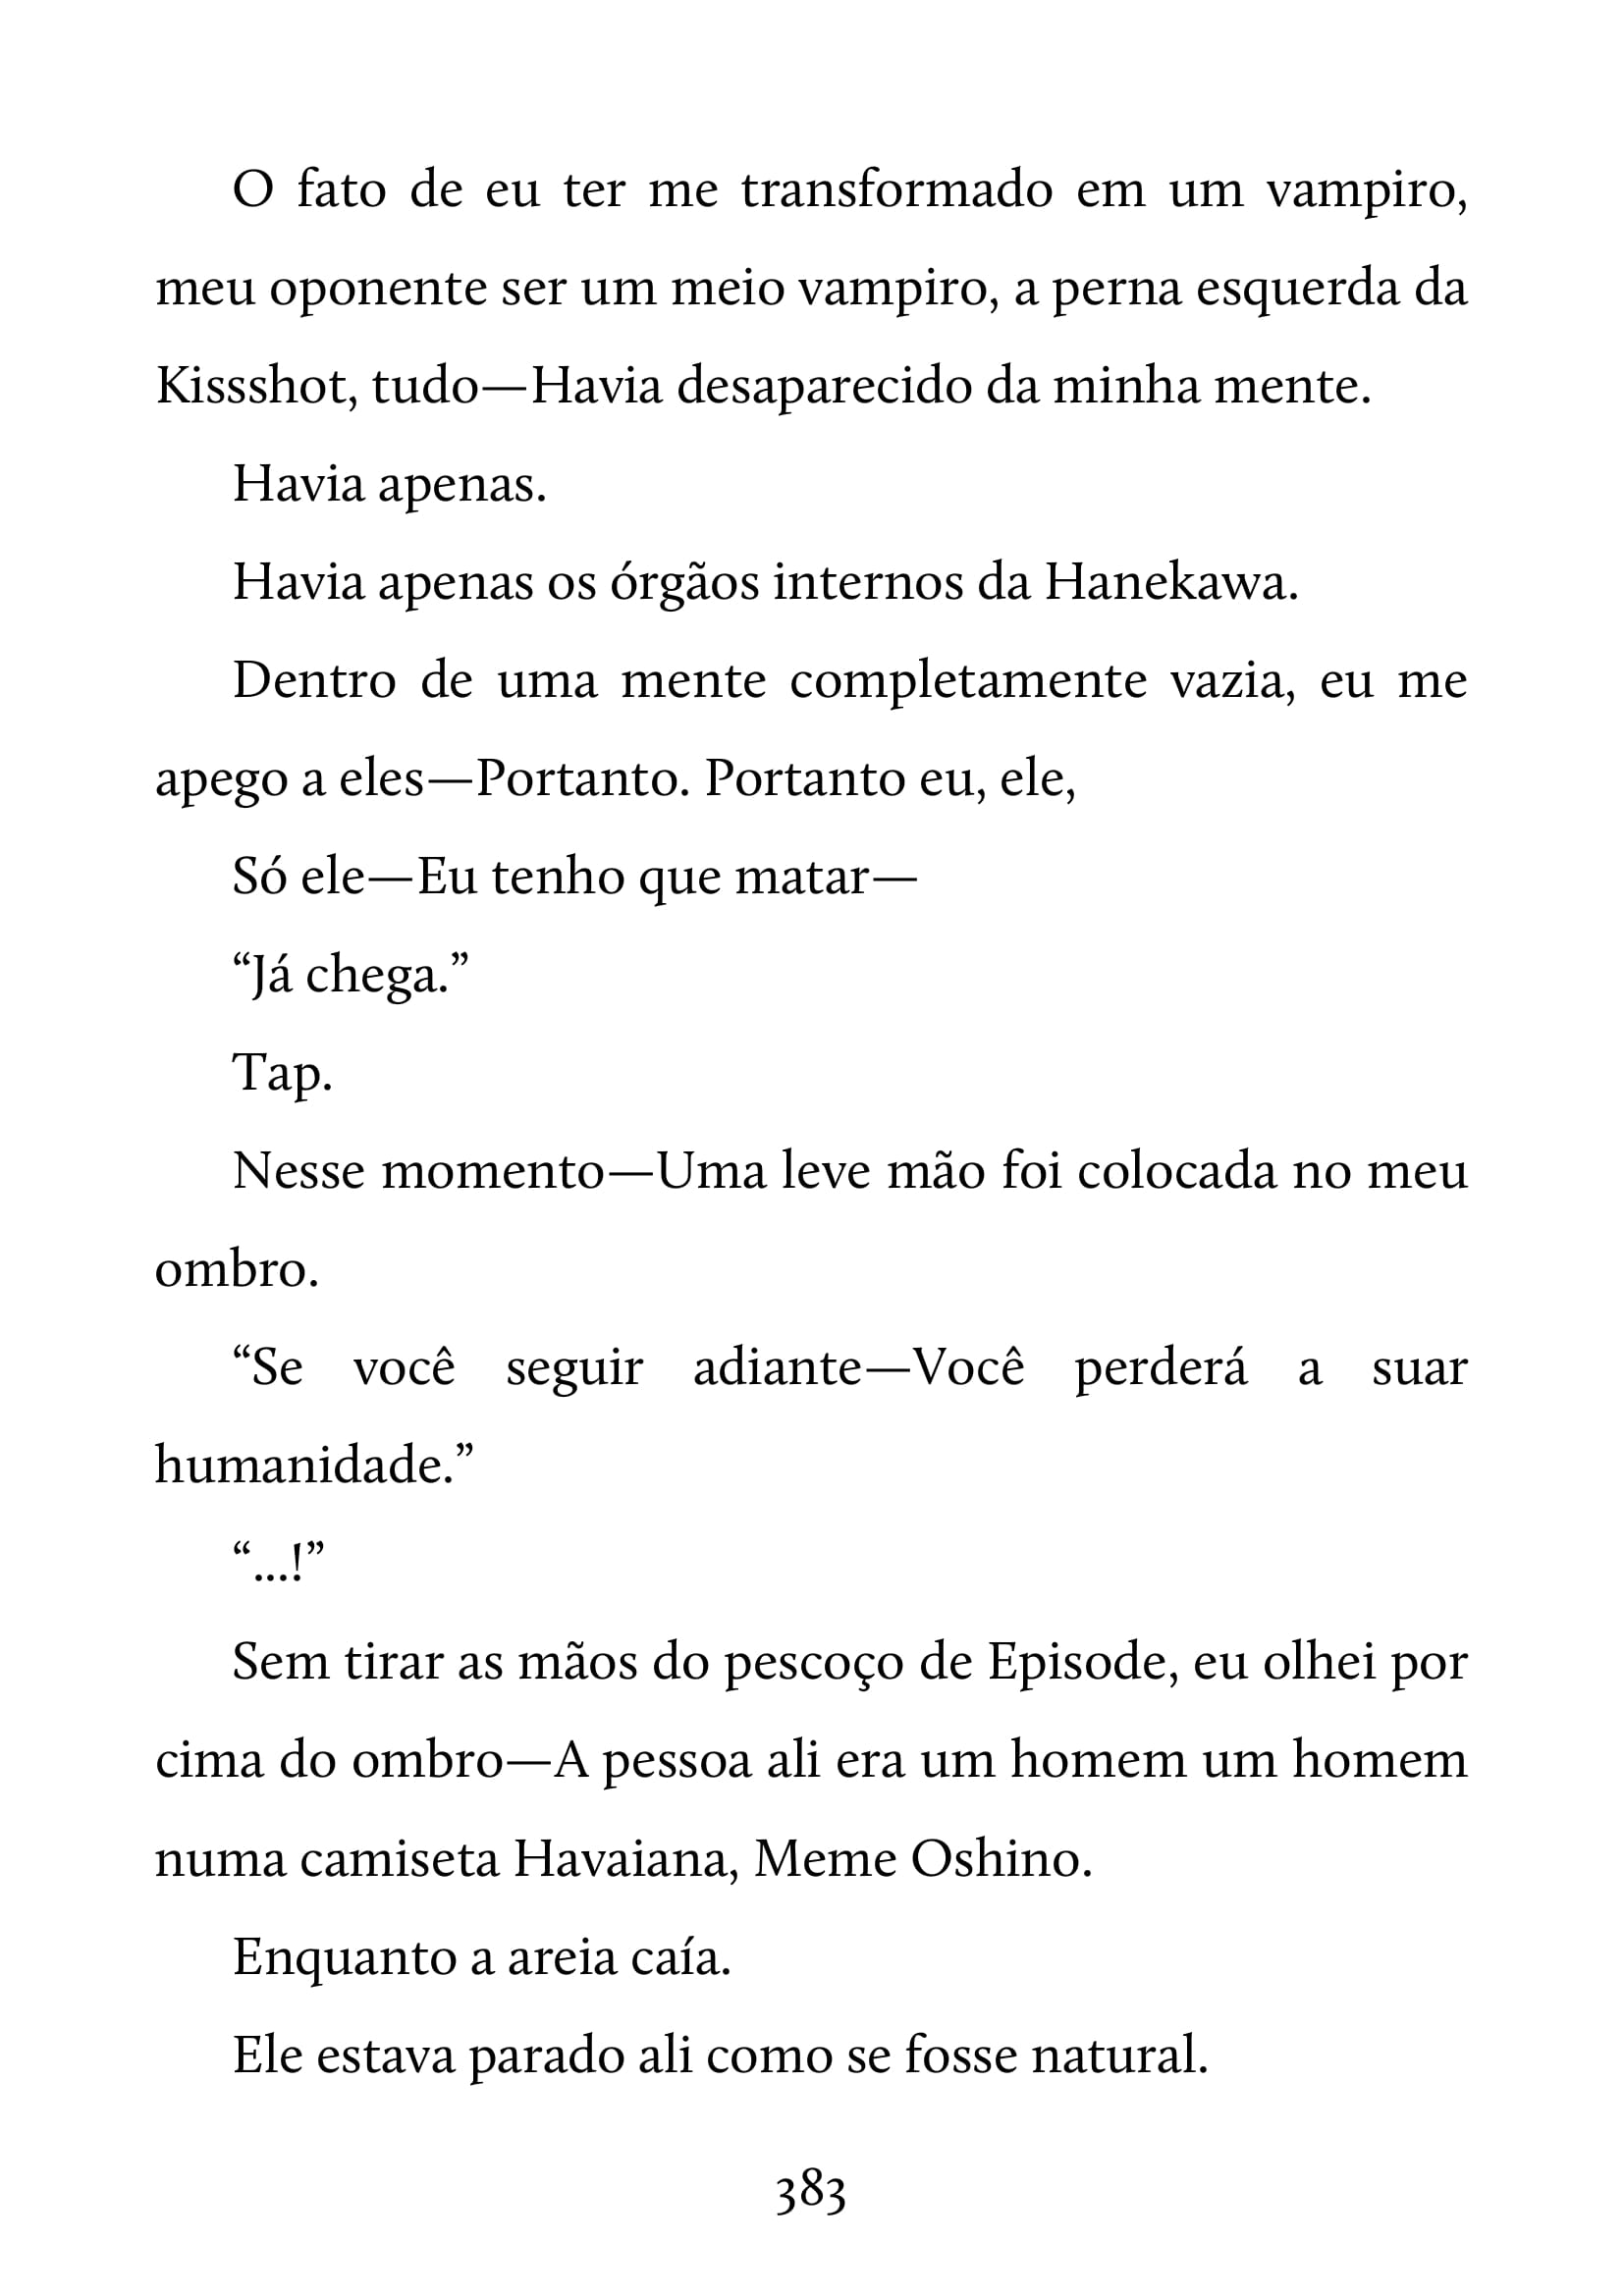 O fato de eu ter me transformado em um vampiro,
meu oponente ser um meio vampiro, a perna esquerda da
Kissshot, tudo—Havia desaparecido da minha mente.
Havia apenas.
Havia apenas os órgãos internos da Hanekawa.
Dentro de uma mente completamente vazia, eu me
apego a eles—Portanto. Portanto eu, ele,
Só ele—Eu tenho que matar—
“Já chega.”
Tap.
Nesse momento—Uma leve mão foi colocada no meu
ombro.
“Se você seguir adiante—Você perderá a suar
humanidade.”
“...!”
Sem tirar as mãos do pescoço de Episode, eu olhei por
cima do ombro—A pessoa ali era um homem um homem
numa camiseta Havaiana, Meme Oshino.
Enquanto a areia caía.
Ele estava parado ali como se fosse natural.
383